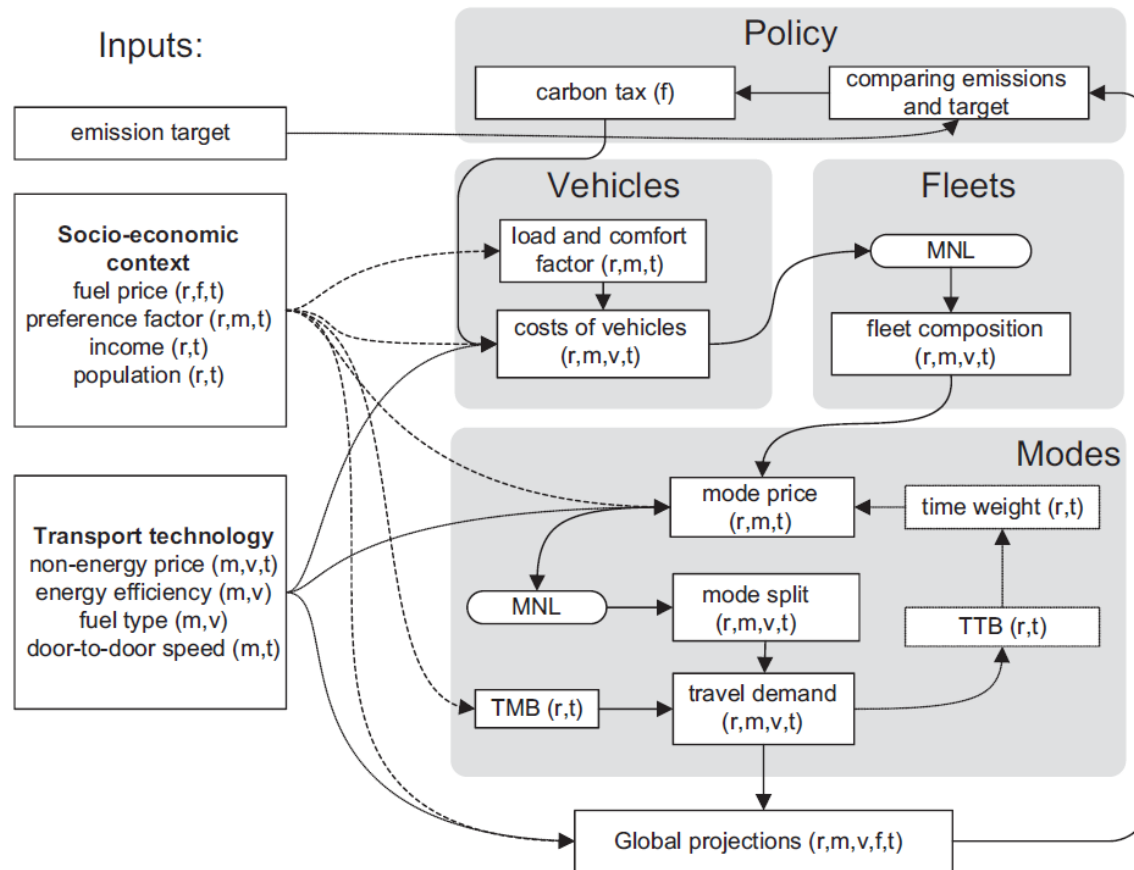 Inputs:
emission target
Socio-economic
context
fuel price (r,f,t)
preference factor (r,m,t)
income (r,t)
population (r,t)
Transport technology
non-energy price (m,v,t)
energy efficiency (m,v)
fuel type (m,v)
door-to-door speed (m,t)
Policy
carbon tax (f)
comparing emissions
and target
Vehicles
load and comfort
factor (r,m,t)
costs of vehicles
(r,m,v,t)
Fleets
MNL
fleet composition
(r,m,v,t)
Modes
mode price
(r,m,t)
time weight (r,t)
MNL
mode split
(r,m,v,t)
TTB (r,t)
TMB (r,t)
travel demand
(r,m,v,t)
Global projections (r,m,v,f,t)